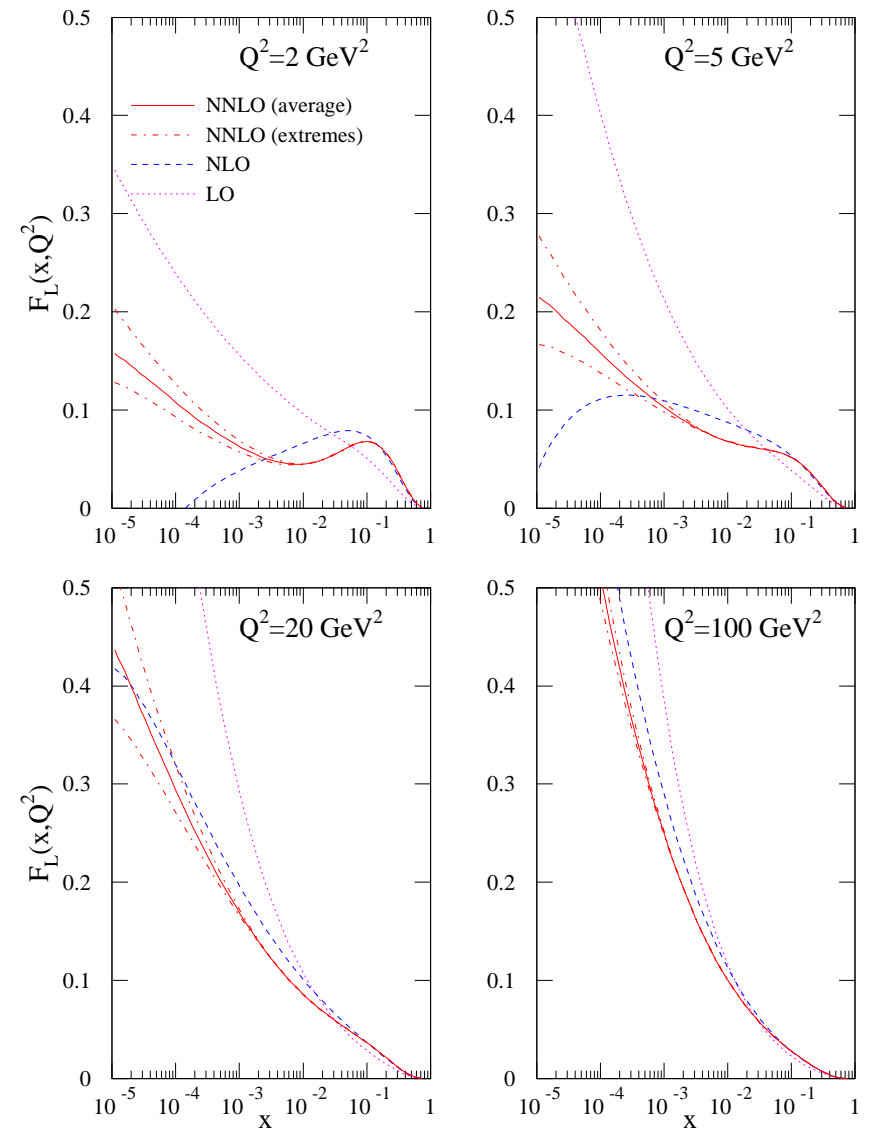 Q²=2 GeV²
NNLO (average)
NNLO (extremes)
NLO
LO
F_L(x,Q²)
0.5
0.4
0.3
0.2
0.1
0
10⁻⁵ 10⁻⁴ 10⁻³ 10⁻² 10⁻¹ 1
Q²=5 GeV²
0.5
0.4
0.3
0.2
0.1
0
10⁻⁵ 10⁻⁴ 10⁻³ 10⁻² 10⁻¹ 1
Q²=20 GeV²
F_L(x,Q²)
0.5
0.4
0.3
0.2
0.1
0
10⁻⁵ 10⁻⁴ 10⁻³ 10⁻² 10⁻¹ 1
x
Q²=100 GeV²
0.5
0.4
0.3
0.2
0.1
0
10⁻⁵ 10⁻⁴ 10⁻³ 10⁻² 10⁻¹ 1
x